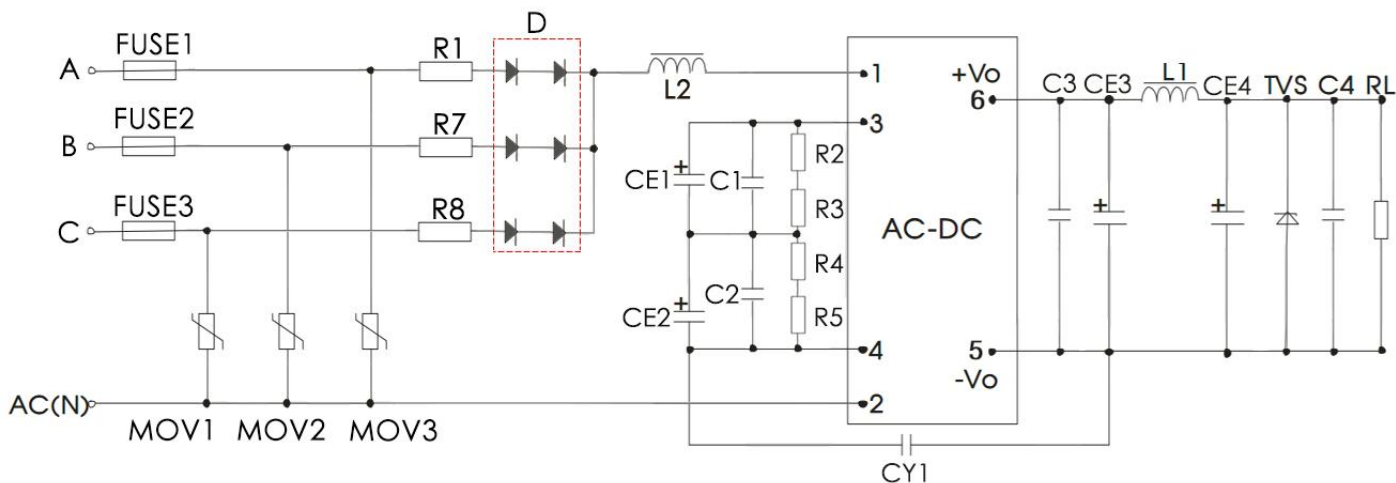 A
FUSE1
R1
D
L2
1
+Vo
6
C3
CE3
L1
CE4
TVS
C4
RL
B
FUSE2
R7
3
R2
CE1
+
C1
R3
C
FUSE3
R8
AC-DC
+
+
R4
C2
CE2
+
R5
4
5
-Vo
AC(N)
MOV1
MOV2
MOV3
2
CY1